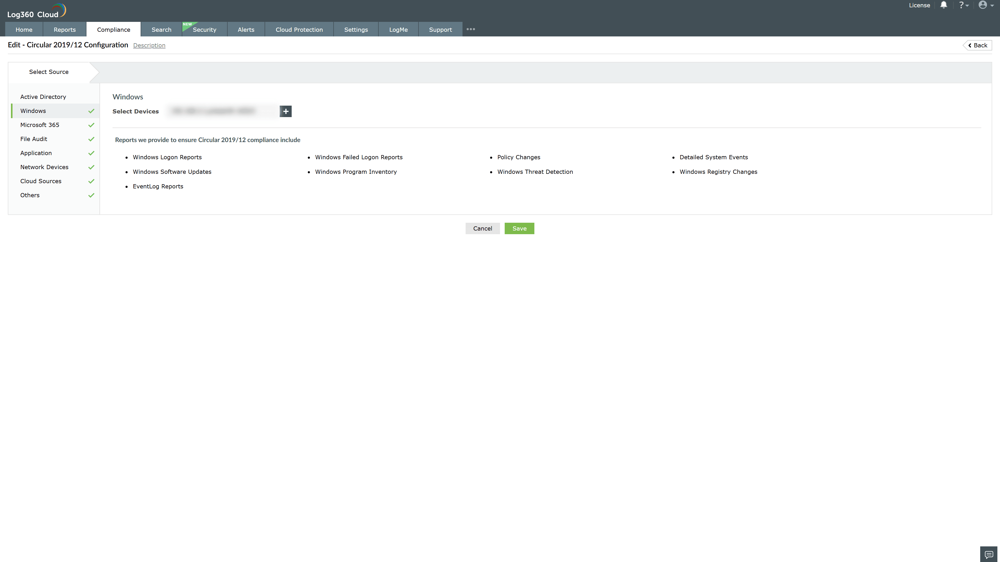 Log360 Cloud
License
?
Home Reports Compliance Search NEW Security Alerts Cloud Protection Settings LogMe Support
Edit - Circular 2019/12 Configuration Description
Back
Select Source
Active Directory
Windows
Microsoft 365
File Audit
Application
Network Devices
Cloud Sources
Others
Windows
Select Devices
Reports we provide to ensure Circular 2019/12 compliance include
• Windows Logon Reports • Windows Failed Logon Reports • Policy Changes • Detailed System Events
• Windows Software Updates • Windows Program Inventory • Windows Threat Detection • Windows Registry Changes
• EventLog Reports
Cancel Save